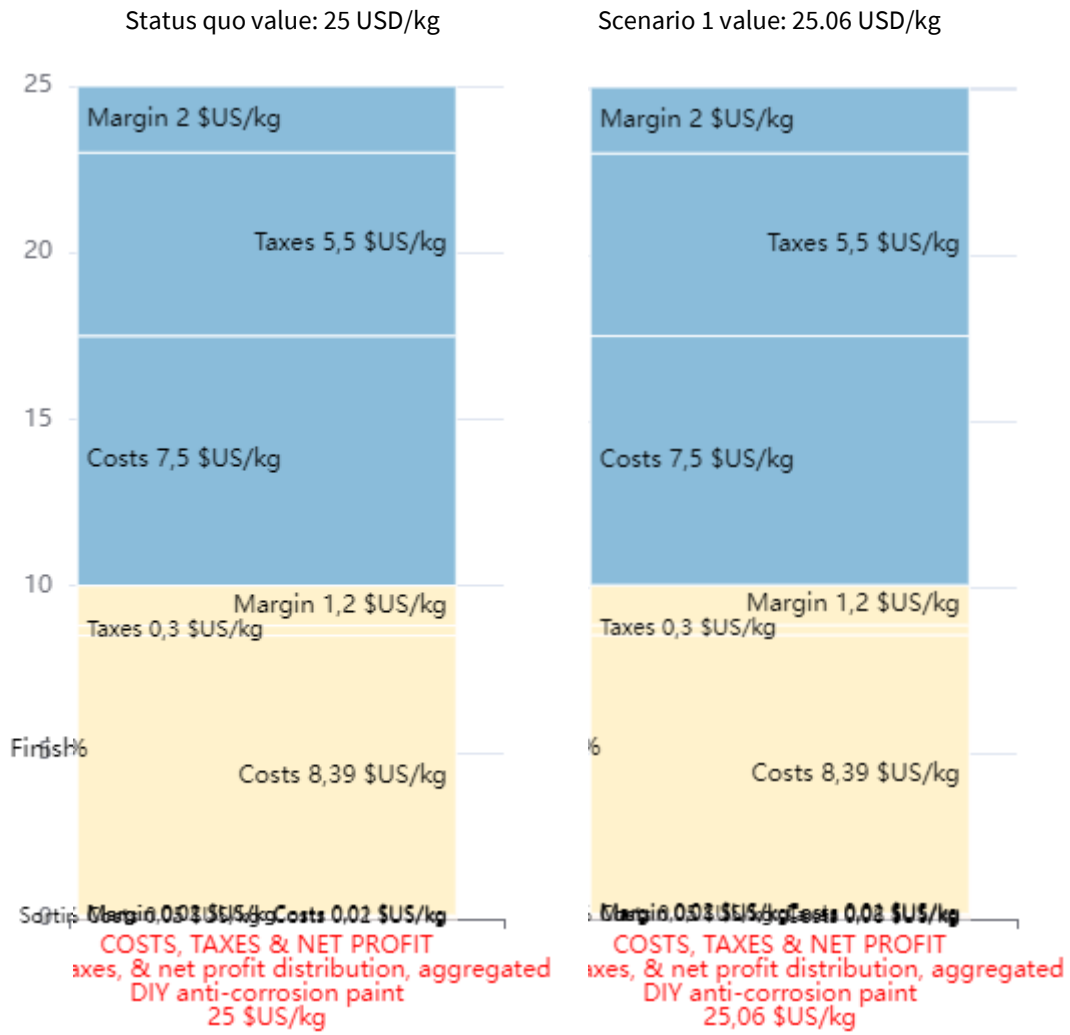 Status quo value: 25 USD/kg
Scenario 1 value: 25.06 USD/kg
25
Margin 2 $US/kg
Margin 2 $US/kg
Taxes 5,5 $US/kg
Taxes 5,5 $US/kg
20
15
Costs 7,5 $US/kg
Costs 7,5 $US/kg
10
Margin 1,2 $US/kg
Margin 1,2 $US/kg
Taxes 0,3 $US/kg
Taxes 0,3 $US/kg
%
Costs 8,39 $US/kg
Costs 8,39 $US/kg
Costs 0,02 $US/kg
COSTS, TAXES & NET PROFIT
COSTS, TAXES & NET PROFIT
axes, & net profit distribution, aggregated
axes, & net profit distribution, aggregated
DIY anti-corrosion paint
DIY anti-corrosion paint
25 $US/kg
25,06 $US/kg